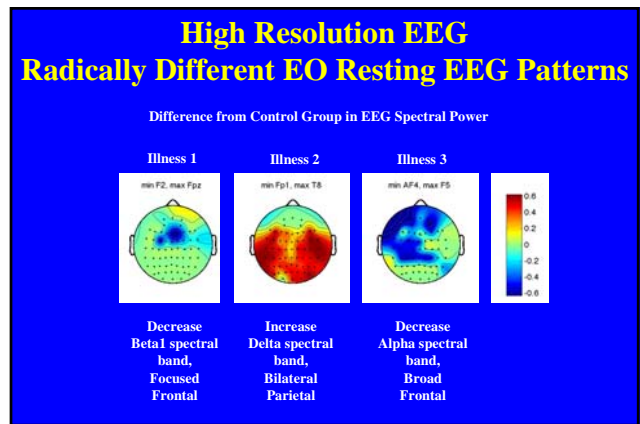 High Resolution EEG
Radically Different EO Resting EEG Patterns
Difference from Control Group in EEG Spectral Power
Illness 1
Illness 2
Illness 3
min F2, max Fpz
min Fp1, max T8
min AF4, max F5
0.6
0.4
0.2
0
-0.2
-0.4
-0.6
Decrease
Beta1 spectral
band,
Focused
Frontal
Increase
Delta spectral
band,
Bilateral
Parietal
Decrease
Alpha spectral
band,
Broad
Frontal